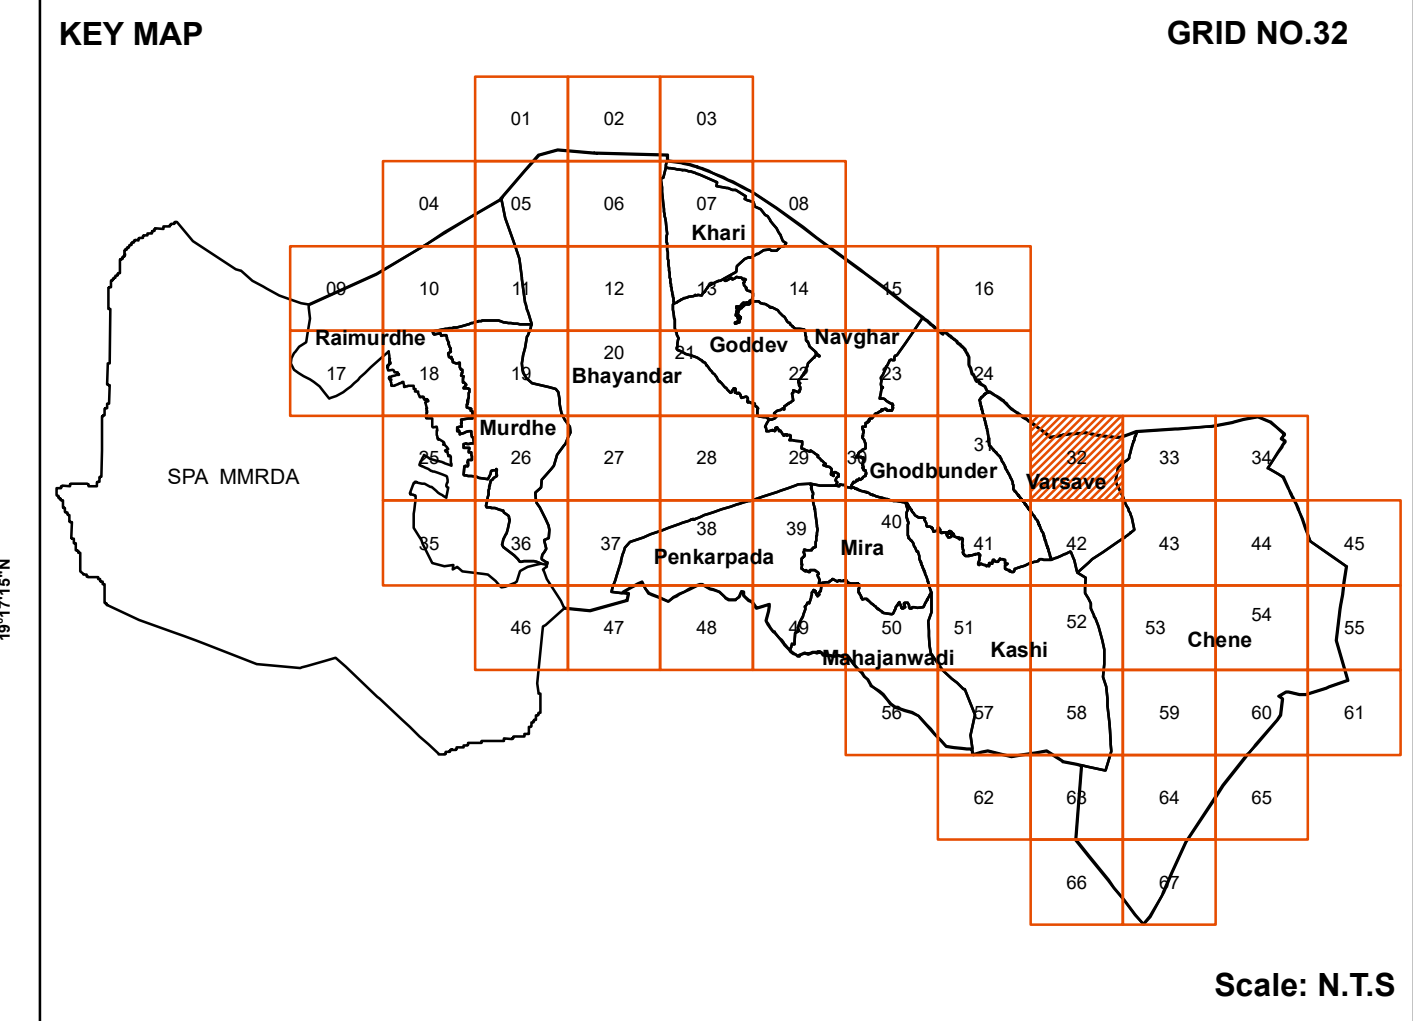 KEY MAP
GRID NO.32
01 02 03
04 05 06 07 08
Khari
09 10 11 12 13 14 15 16
Raimurdhe Goddev Navghar
17 18 19 20 21 22 23 24
Bhayandar
Murdhe
25 26 27 28 29 30 31 32 33 34
Ghodbunder Varsave
SPA MMRDA
35 36 37 38 39 40 41 42 43 44 45
Penkarpada Mira
46 47 48 49 50 51 52 53 54 55
Mahajanwadi Kashi Chene
56 57 58 59 60 61
62 63 64 65
66 67
19°17'15"N
Scale: N.T.S